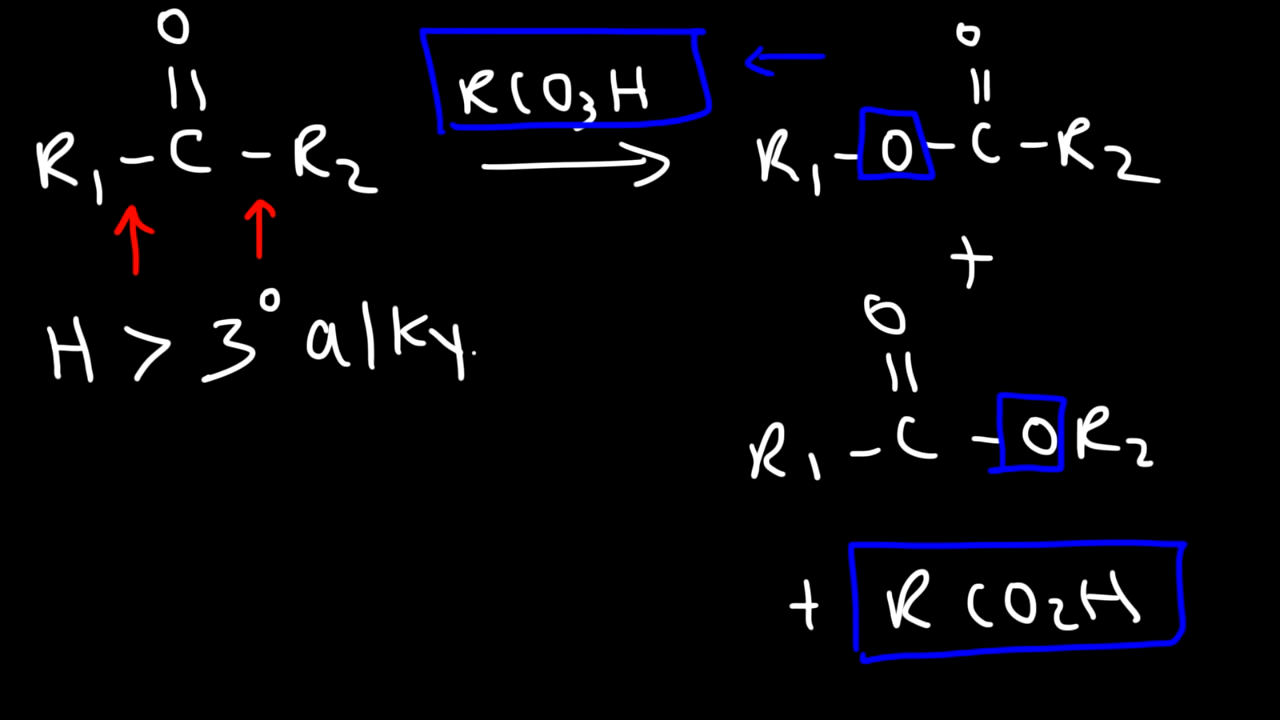 O RCO₃H O
|| ||
R₁ – C – R₂ → R₁ – O – C – R₂
+
H > 3° alky.
O
||
R₁ – C – OR₂
+ RCO₂H